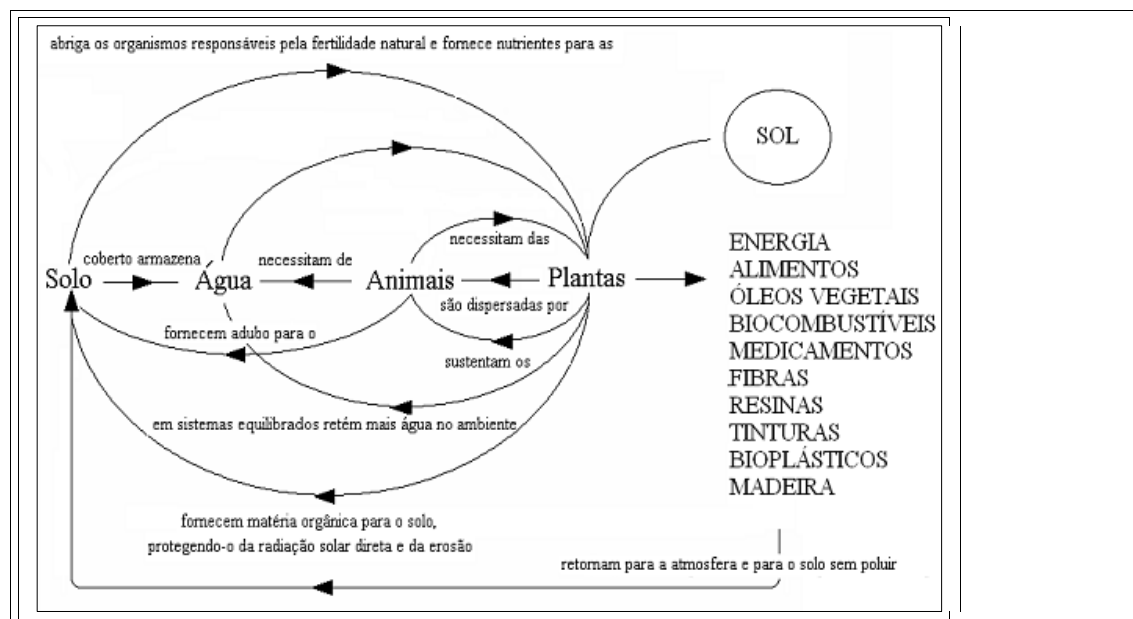 abriga os organismos responsáveis pela fertilidade natural e fornece nutrientes para as
SOL
necessitam das
coberto armazena
necessitam de
Solo
Água
Animais
Plantas
são dispersadas por
fornecem adubo para o
sustentam os
em sistemas equilibrados retém mais água no ambiente
fornecem matéria orgânica para o solo,
protegendo-o da radiação solar direta e da erosão
ENERGIA
ALIMENTOS
ÓLEOS VEGETAIS
BIOCOMBUSTÍVEIS
MEDICAMENTOS
FIBRAS
RESINAS
TINTURAS
BIOPLÁSTICOS
MADEIRA
retornam para a atmosfera e para o solo sem poluir